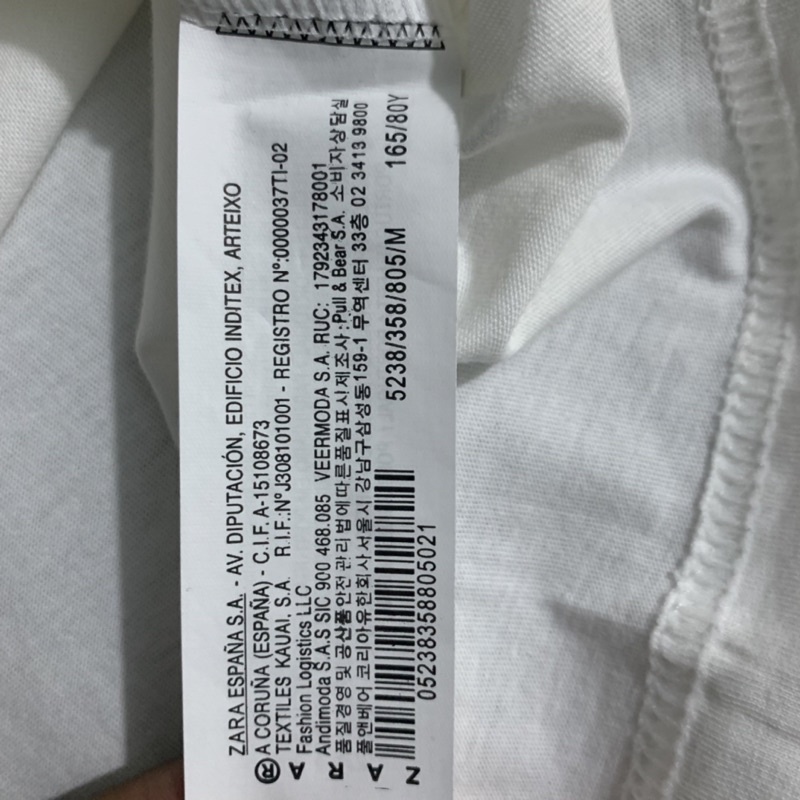 ZARA ESPAÑA S.A. - AV. DIPUTACIÓN, EDIFICIO INDITEX, ARTEIXO
® A CORUÑA (ESPAÑA) - C.I.F. A-15108673
TEXTILES KAUAI, S.A. R.I.F.:NºJ308101001 - REGISTRO Nº:0000037TI-02
Fashion Logistics LLC
Andimoda S.A.S SIC 900 468.085 VEERMODA S.A. RUC: 1792343178001
품질경영및 공산품안전 관리법에따른품질표시제조사:Pull & Bear S.A. 소비자상담실
풀앤베어 코리아유한회사서울시 강남구삼성동159-1 무역센터 33층 02 3413 9800
5238/358/805/M 165/80Y
05238358805021
Z A R A